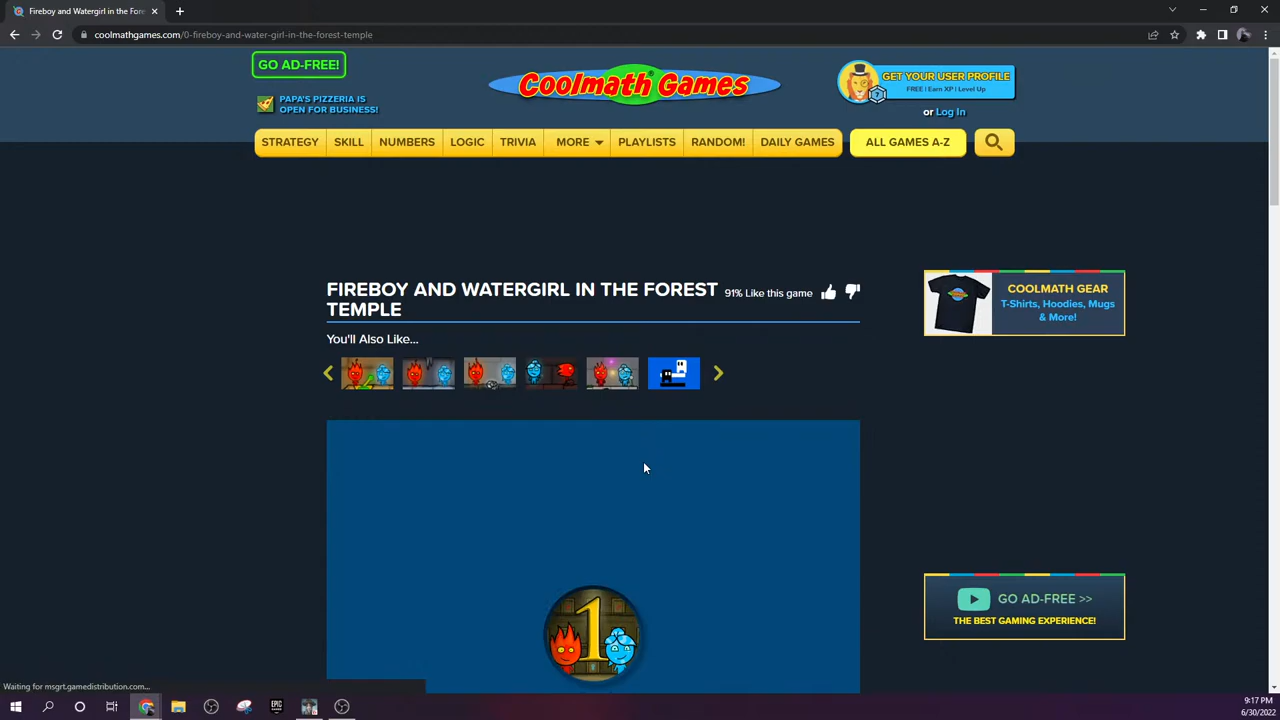 Fireboy and Watergirl in the Fore
coolmathgames.com/0-fireboy-and-water-girl-in-the-forest-temple
GO AD-FREE!
Coolmath Games
GET YOUR USER PROFILE
FREE | Earn XP | Level Up
PAPA'S PIZZERIA IS
OPEN FOR BUSINESS!
or Log In
STRATEGY SKILL NUMBERS LOGIC TRIVIA MORE PLAYLISTS RANDOM! DAILY GAMES ALL GAMES A-Z
FIREBOY AND WATERGIRL IN THE FOREST
TEMPLE
91% Like this game
You'll Also Like...
COOLMATH GEAR
T-Shirts, Hoodies, Mugs
& More!
1
GO AD-FREE >>
THE BEST GAMING EXPERIENCE!
Waiting for msgrt.gamedistribution.com...
EPIC
9:17 PM
6/30/2022